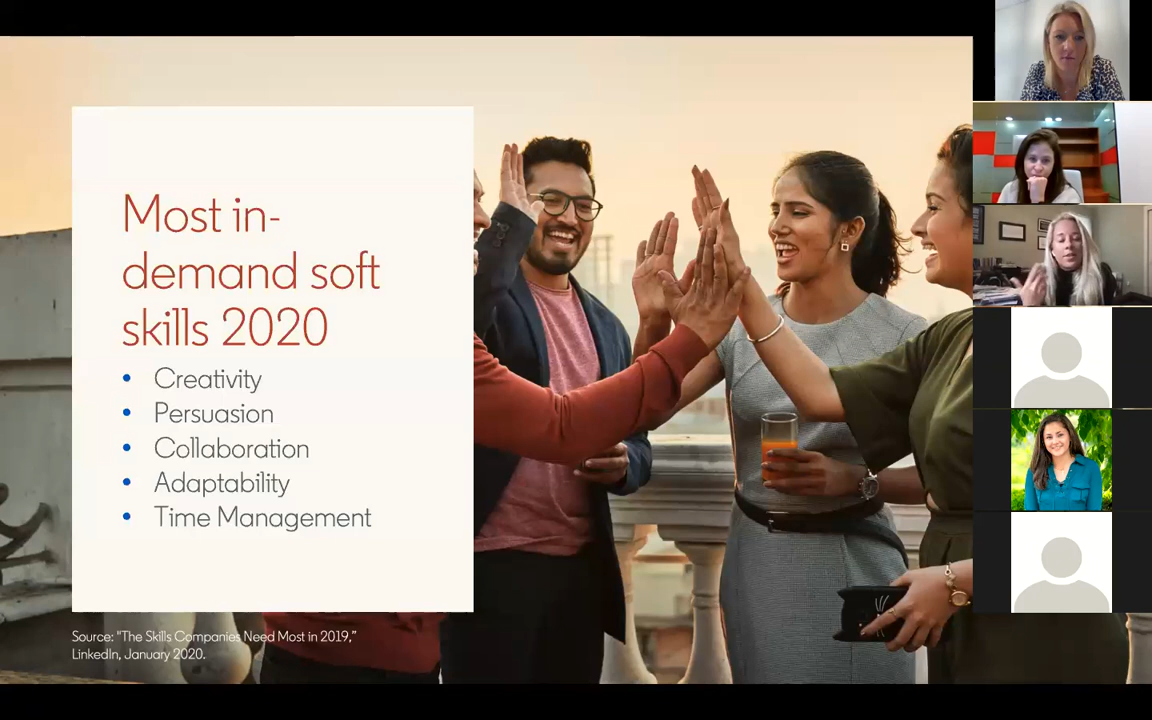 Most in-
demand soft
skills 2020
• Creativity
• Persuasion
• Collaboration
• Adaptability
• Time Management
Source: "The Skills Companies Need Most in 2019,”
LinkedIn, January 2020.